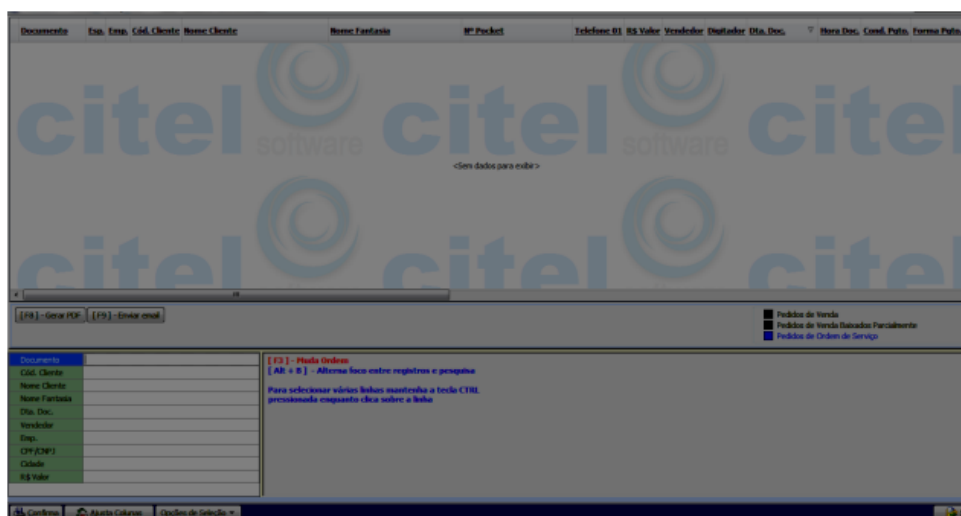 Documento Esp. Emp. Cód. Cliente Nome Cliente Nome Fantasia Nº Pocket Telefone 01 R$ Valor Vendedor Digitador Dta. Doc. Hora Doc. Cond. Pgto. Forma Pgto.
citel software citel software
<Sem dados para exibir>
citel citel
[F8] - Gerar PDF [F9] - Enviar email
Pedidos de Venda
Pedidos de Venda Baixados Parcialmente
Pedidos de Ordem de Serviço
Documento
Cód. Cliente
Nome Cliente
Nome Fantasia
Dta. Doc.
Vendedor
Emp.
CPF/CNPJ
Cidade
R$ Valor
[ F3 ] - Muda Ordem
[ Alt + B ] - Alterna foco entre registros e pesquisa
Para selecionar várias linhas mantenha a tecla CTRL
pressionada enquanto clica sobre a linha
Confirma Ajusta Colunas Opções de Seleção